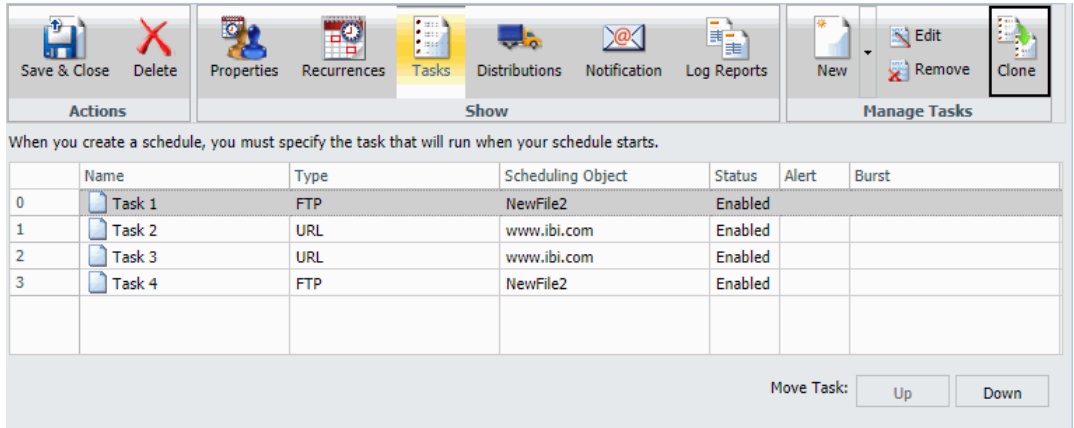 Save & Close Delete Properties Recurrences Tasks Distributions Notification Log Reports New Edit Remove Clone
Actions Show Manage Tasks
When you create a schedule, you must specify the task that will run when your schedule starts.
Name Type Scheduling Object Status Alert Burst
0 Task 1 FTP NewFile2 Enabled
1 Task 2 URL www.ibi.com Enabled
2 Task 3 URL www.ibi.com Enabled
3 Task 4 FTP NewFile2 Enabled
Move Task: Up Down